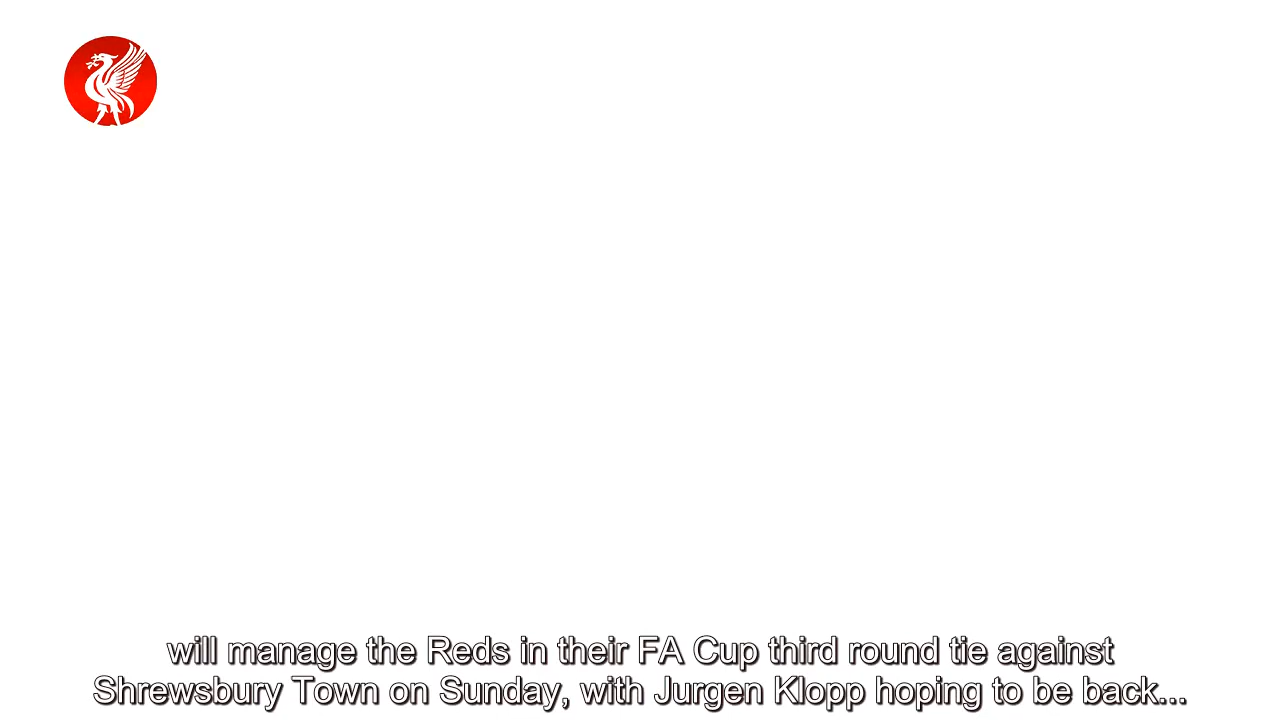 will manage the Reds in their FA Cup third round tie against
Shrewsbury Town on Sunday, with Jurgen Klopp hoping to be back...